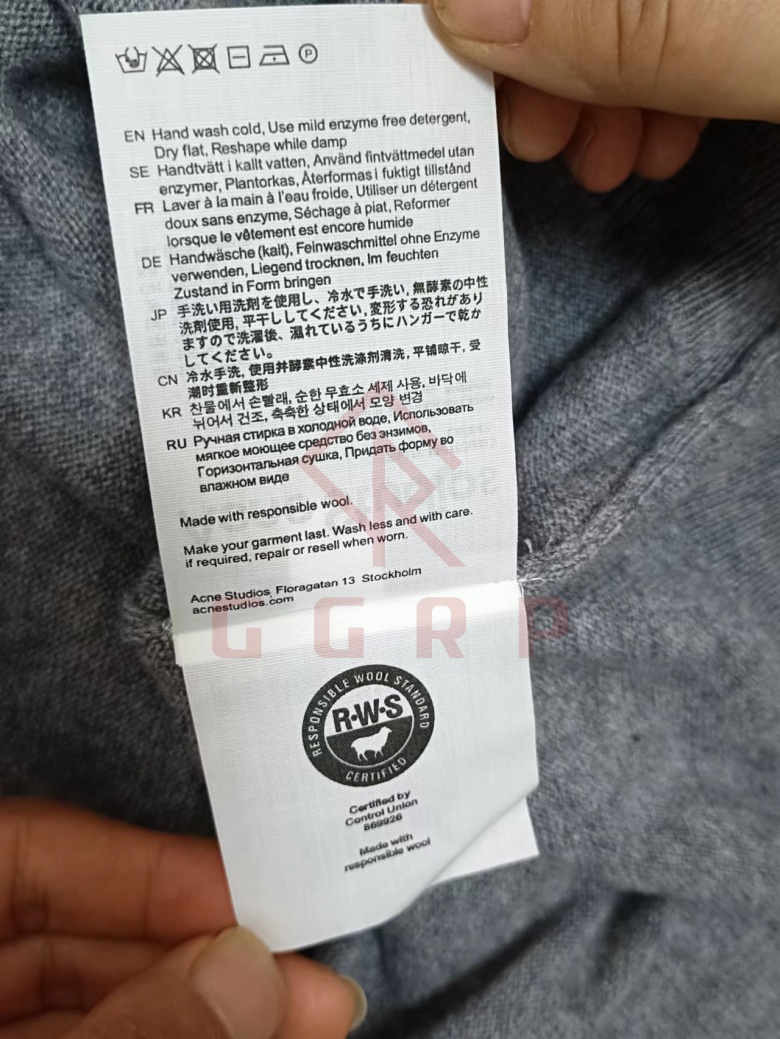 P
EN Hand wash cold, Use mild enzyme free detergent,
Dry flat, Reshape while damp
SE Handtvätt i kallt vatten, Använd fintvättmedel utan
enzymer, Plantorkas, Återformas i fuktigt tillstånd
FR Laver à la main à l'eau froide, Utiliser un détergent
doux sans enzyme, Séchage à plat, Reformer
lorsque le vêtement est encore humide
DE Handwäsche (kalt), Feinwaschmittel ohne Enzyme
verwenden, Liegend trocknen, Im feuchten
Zustand in Form bringen
JP 手洗い用洗剤を使用し、冷水で手洗い, 無酵素の中性
洗剤使用, 平干ししてください, 変形する恐れがあり
ますので洗濯後、濡れているうちにハンガーで乾か
してください。
CN 冷水手洗, 使用井酵素中性洗涤剂清洗, 平铺晾干, 受
潮时重新整形
KR 찬물에서 손빨래, 순한 무효소 세제 사용, 바닥에
뉘어서 건조, 축축한 상태에서 모양 변경
RU Ручная стирка в холодной воде, Использовать
мягкое моющее средство без энзимов,
Горизонтальная сушка, Придать форму во
влажном виде
Made with responsible wool.
Make your garment last. Wash less and with care.
if required, repair or resell when worn.
Acne Studios, Floragatan 13 Stockholm
acnestudios.com
GGRP
RESPONSIBLE WOOL STANDARD
R·W·S
CERTIFIED
Certified by
Control Union
869926
Made with
responsible wool